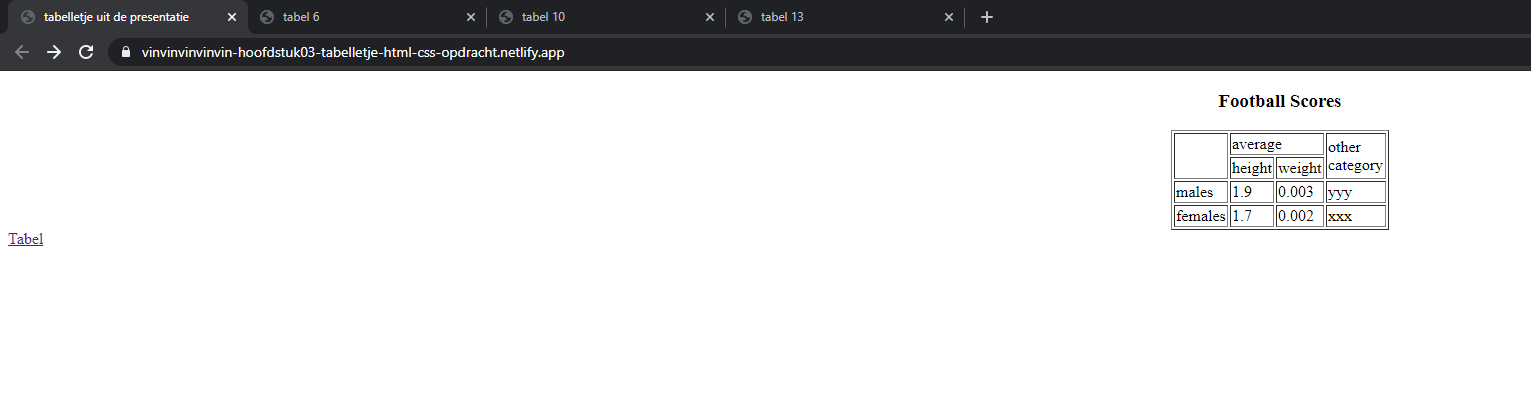 tabelletje uit de presentatie
tabel 6
tabel 10
tabel 13
vinvinvinvinvin-hoofdstuk03-tabelletje-html-css-opdracht.netlify.app
Football Scores
average
other
category
height weight
males 1.9 0.003 yyy
females 1.7 0.002 xxx
Tabel